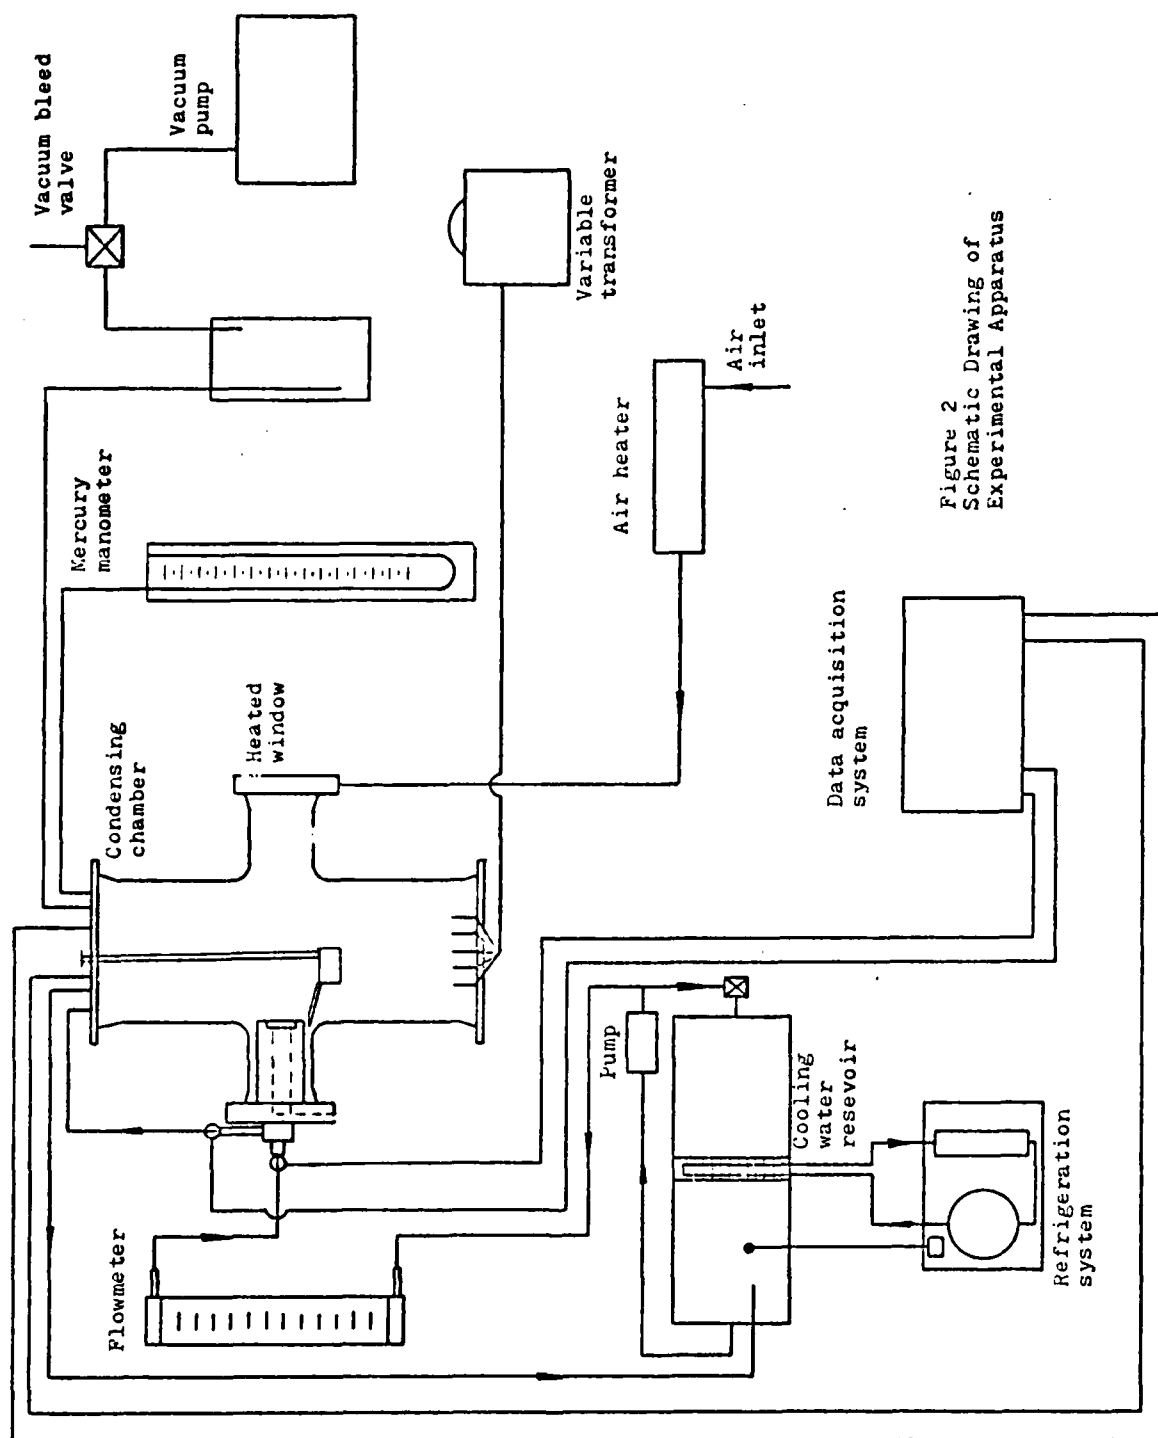 Vacuum bleed
valve
Vacuum
pump
Mercury
manometer
Variable
transformer
Condensing
chamber
Heated
window
Air heater
Air
inlet
Flowmeter
Pump
Cooling
water
resevoir
Data acquisition
system
Refrigeration
system
Figure 2
Schematic Drawing of
Experimental Apparatus